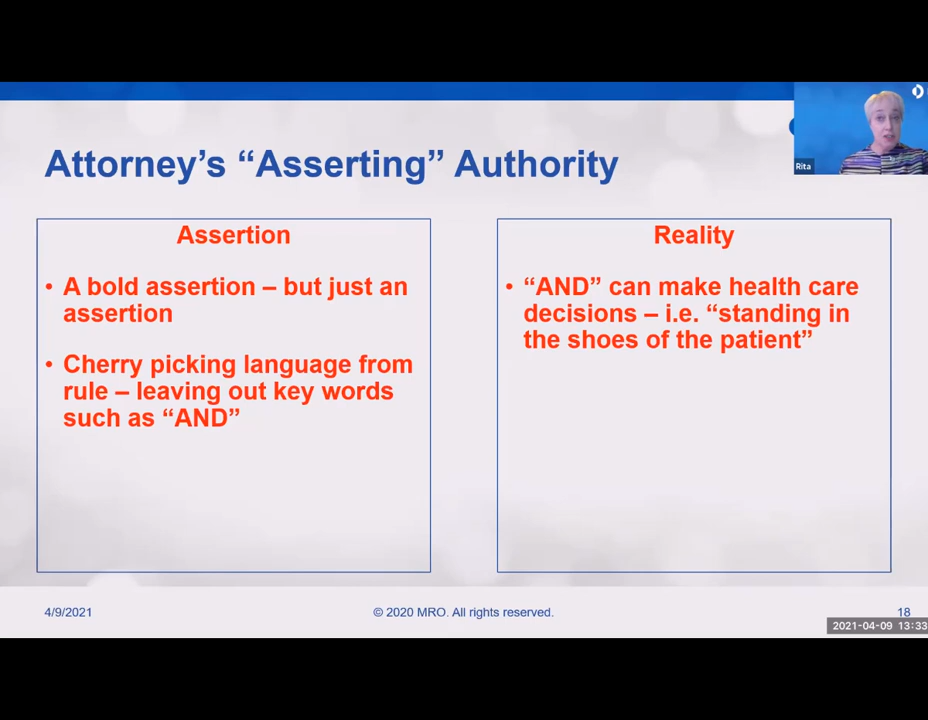 Rita
Attorney's “Asserting” Authority
Assertion
• A bold assertion – but just an
assertion
• Cherry picking language from
rule – leaving out key words
such as “AND”
Reality
• “AND” can make health care
decisions – i.e. “standing in
the shoes of the patient”
4/9/2021
© 2020 MRO. All rights reserved.
18
2021-04-09 13:33